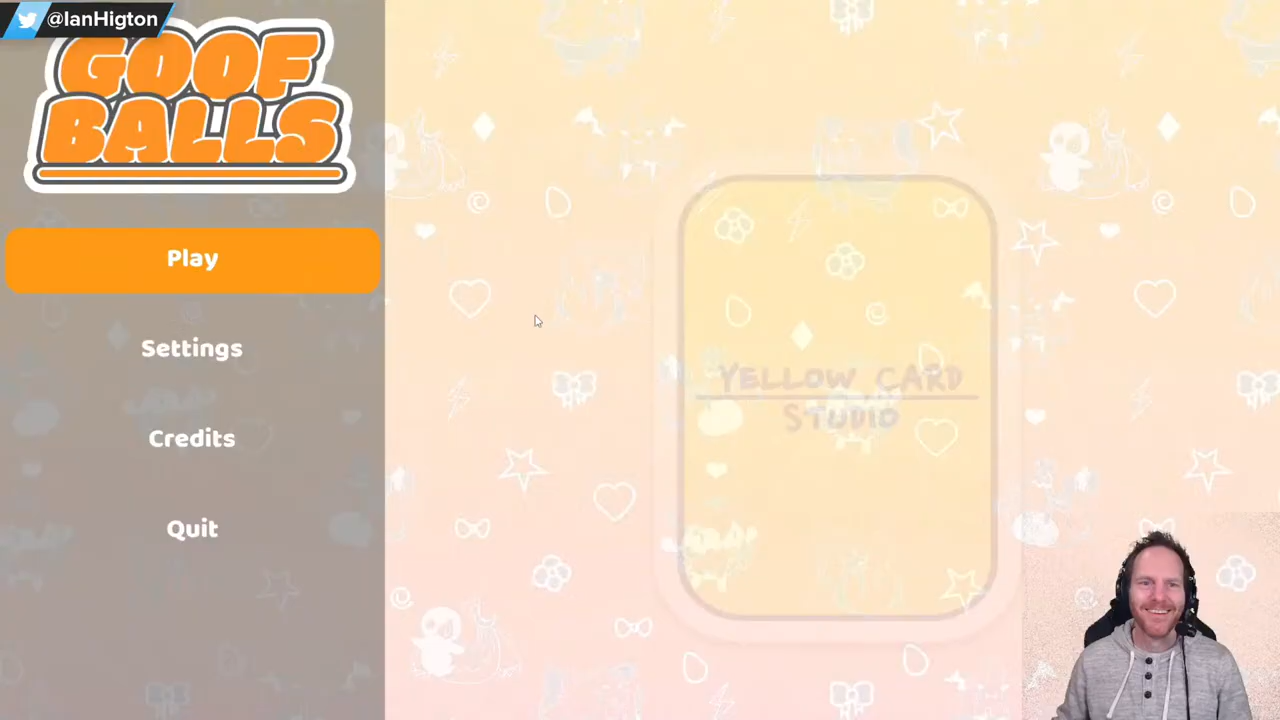 @IanHigton
GOOF
BALLS
Play
Settings
Credits
Quit
YELLOW CARD
STUDIO